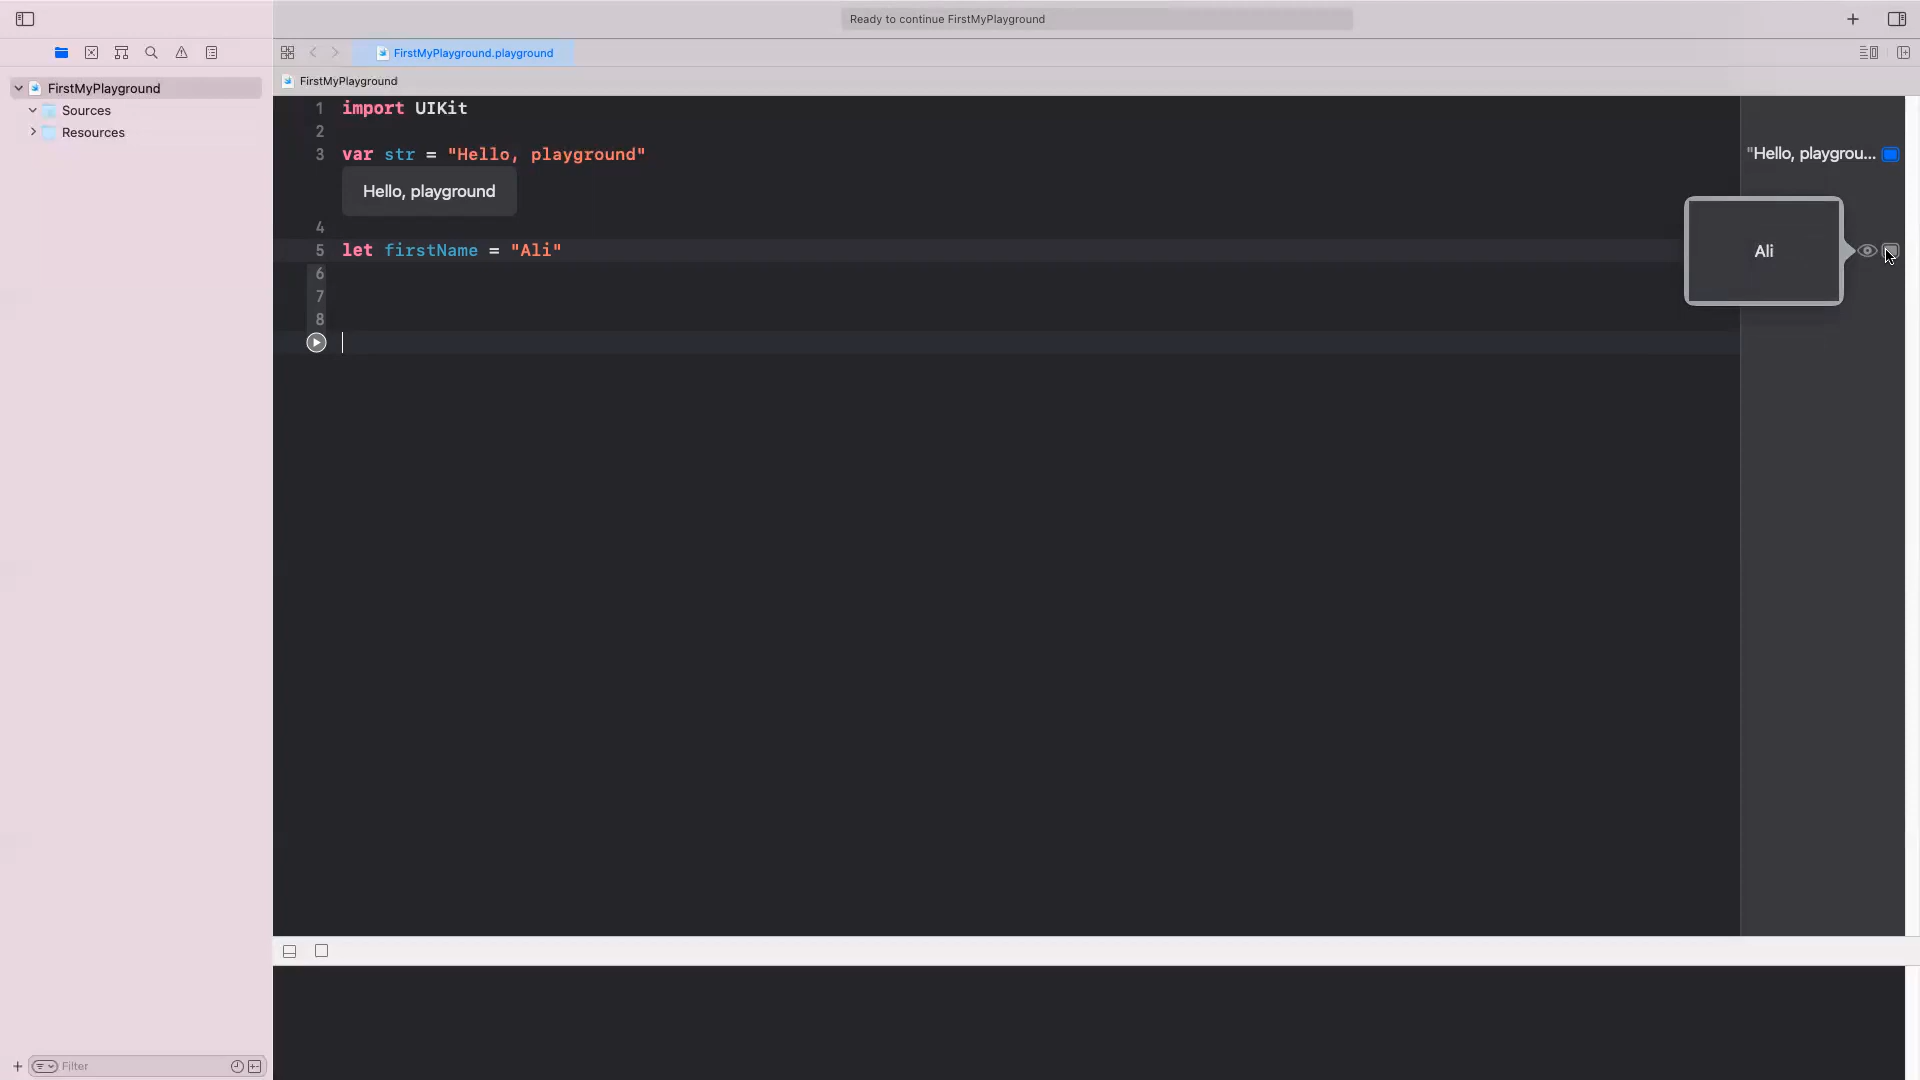 Ready to continue FirstMyPlayground
FirstMyPlayground.playground
FirstMyPlayground
FirstMyPlayground
Sources
Resources
1 import UIKit
2
3 var str = "Hello, playground"
"Hello, playgrou...
Hello, playground
4
5 let firstName = "Ali"
Ali
6
7
8
Filter